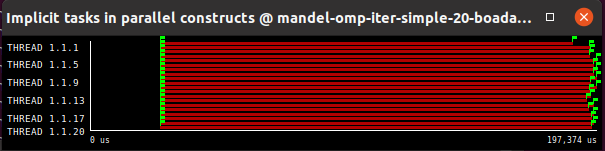 Implicit tasks in parallel constructs @ mandel-omp-iter-simple-20-boada...
THREAD 1.1.1
THREAD 1.1.5
THREAD 1.1.9
THREAD 1.1.13
THREAD 1.1.17
THREAD 1.1.20
0 us 197,374 us